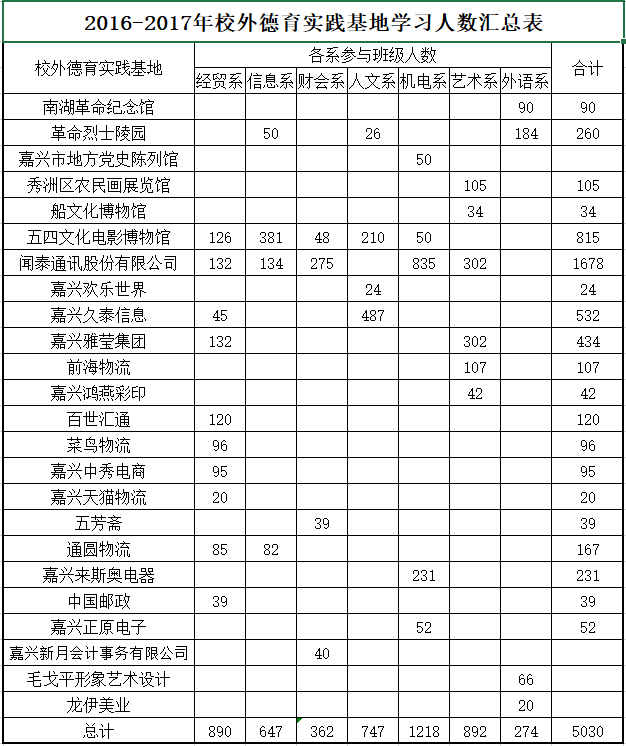 2016-2017年校外德育实践基地学习人数汇总表
校外德育实践基地 各系参与班级人数 合计
经贸系 信息系 财会系 人文系 机电系 艺术系 外语系
南湖革命纪念馆 90 90
革命烈士陵园 50 26 184 260
嘉兴市地方党史陈列馆 50
秀洲区农民画展览馆 105 105
船文化博物馆 34 34
五四文化电影博物馆 126 381 48 210 50 815
闻泰通讯股份有限公司 132 134 275 835 302 1678
嘉兴欢乐世界 24 24
嘉兴久泰信息 45 487 532
嘉兴雅莹集团 132 302 434
前海物流 107 107
嘉兴鸿燕彩印 42 42
百世汇通 120 120
菜鸟物流 96 96
嘉兴中秀电商 95 95
嘉兴天猫物流 20 20
五芳斋 39 39
通圆物流 85 82 167
嘉兴来斯奥电器 231 231
中国邮政 39 39
嘉兴正原电子 52 52
嘉兴新月会计事务有限公司 40
毛戈平形象艺术设计 66
龙伊美业 20
总计 890 647 362 747 1218 892 274 5030